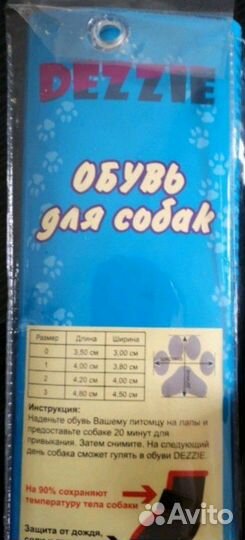 DEZZIE
ОБУВЬ
для собак
Размер Длина Ширина
0 3,50 см 3,00 см
1 4,00 см 3,80 см
2 4,20 см 4,00 см
3 4,80 см 4,50 см
Инструкция:
Наденьте обувь Вашему питомцу на лапы и
предоставьте собаке 20 минут для
привыкания. Затем снимите. На следующий
день собака сможет гулять в обуви DEZZIE.
На 90% сохраняют
температуру тела собаки
Защита от дождя,
Avito